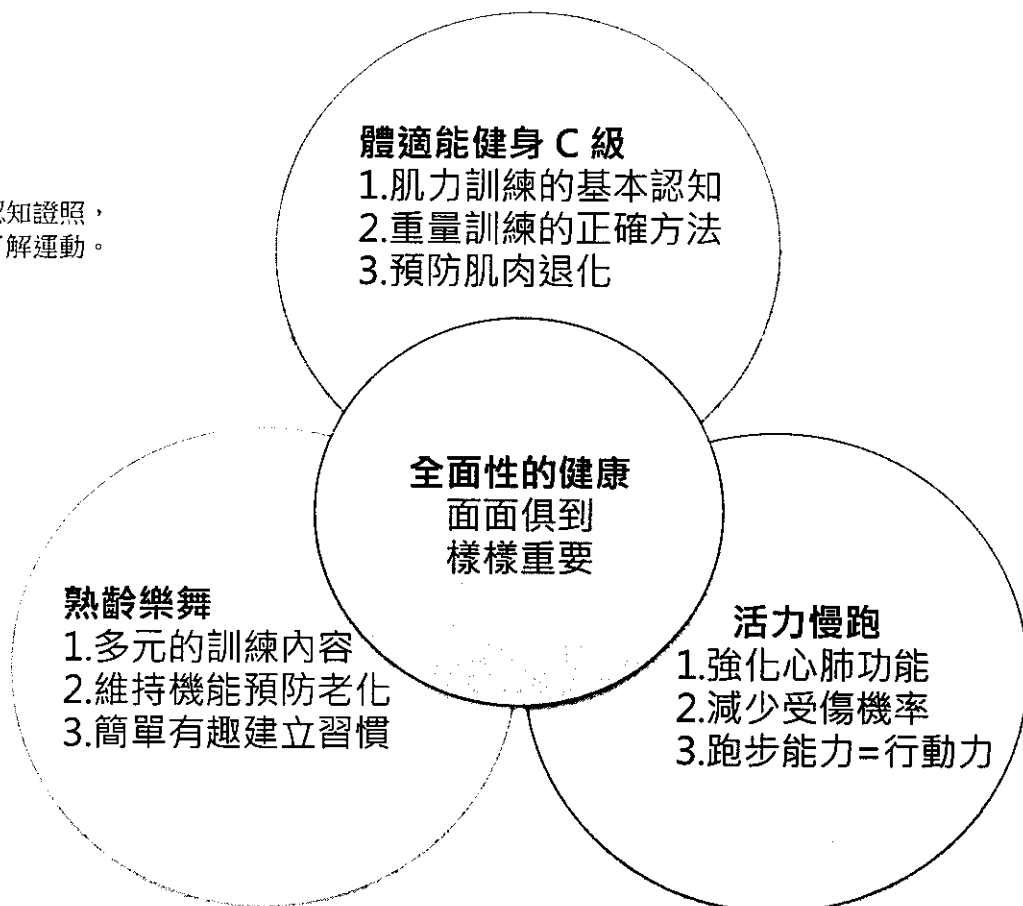 體適能健身 C 級
1.肌力訓練的基本認知
2.重量訓練的正確方法
3.預防肌肉退化
認知證照，
了解運動。
全面性的健康
面面俱到
樣樣重要
熟齡樂舞
1.多元的訓練內容
2.維持機能預防老化
3.簡單有趣建立習慣
活力慢跑
1.強化心肺功能
2.減少受傷機率
3.跑步能力=行動力